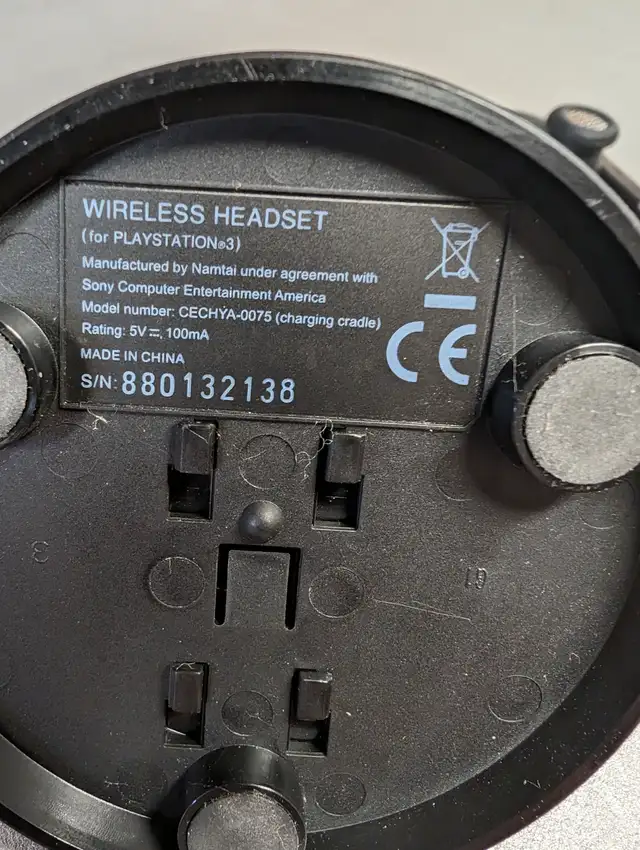 WIRELESS HEADSET
(for PLAYSTATION®3)
Manufactured by Namtai under agreement with
Sony Computer Entertainment America
Model number: CECHYA-0075 (charging cradle)
Rating: 5V⎓, 100mA
MADE IN CHINA
S/N: 880132138
CE
3